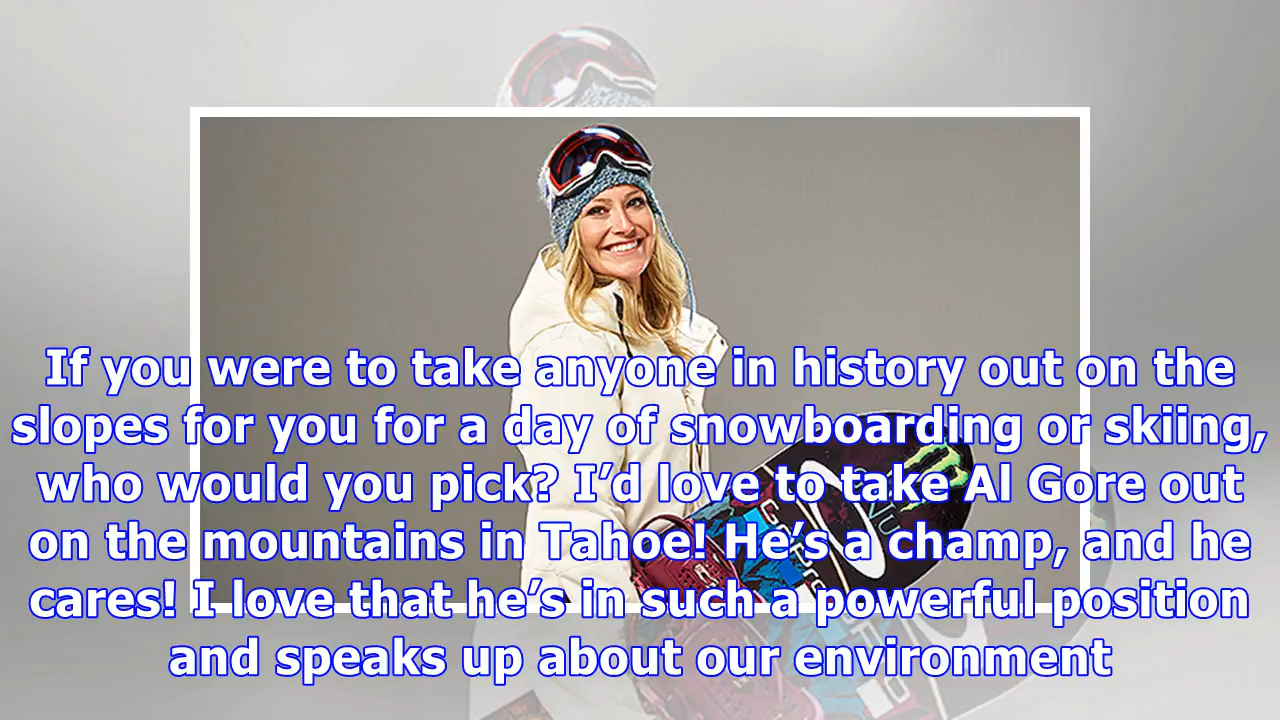 If you were to take anyone in history out on the
slopes for you for a day of snowboarding or skiing,
who would you pick? I’d love to take Al Gore out
on the mountains in Tahoe! He’s a champ, and he
cares! I love that he’s in such a powerful position
and speaks up about our environment